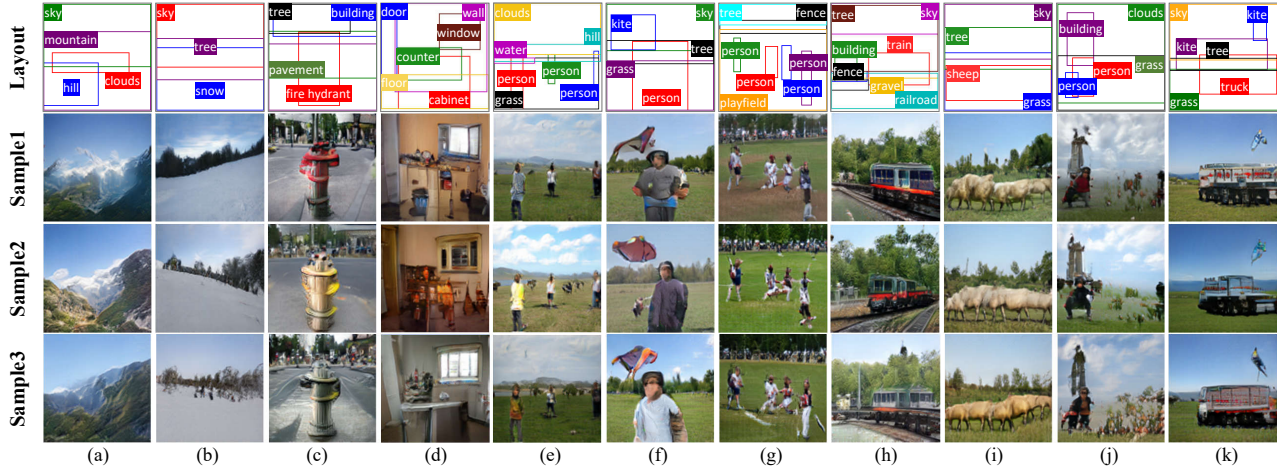 Layout
sky
mountain
clouds
hill
sky
tree
snow
tree
building
pavement
fire hydrant
door
wall
window
counter
floor
cabinet
clouds
hill
water
person
person
person
grass
sky
kite
tree
grass
person
tree
fence
person
person
person
person
playfield
tree
sky
train
building
fence
gravel
railroad
sky
tree
sheep
grass
clouds
building
grass
person
person
sky
kite
kite
tree
truck
grass
Sample1
Sample2
Sample3
(a) (b) (c) (d) (e) (f) (g) (h) (i) (j) (k)